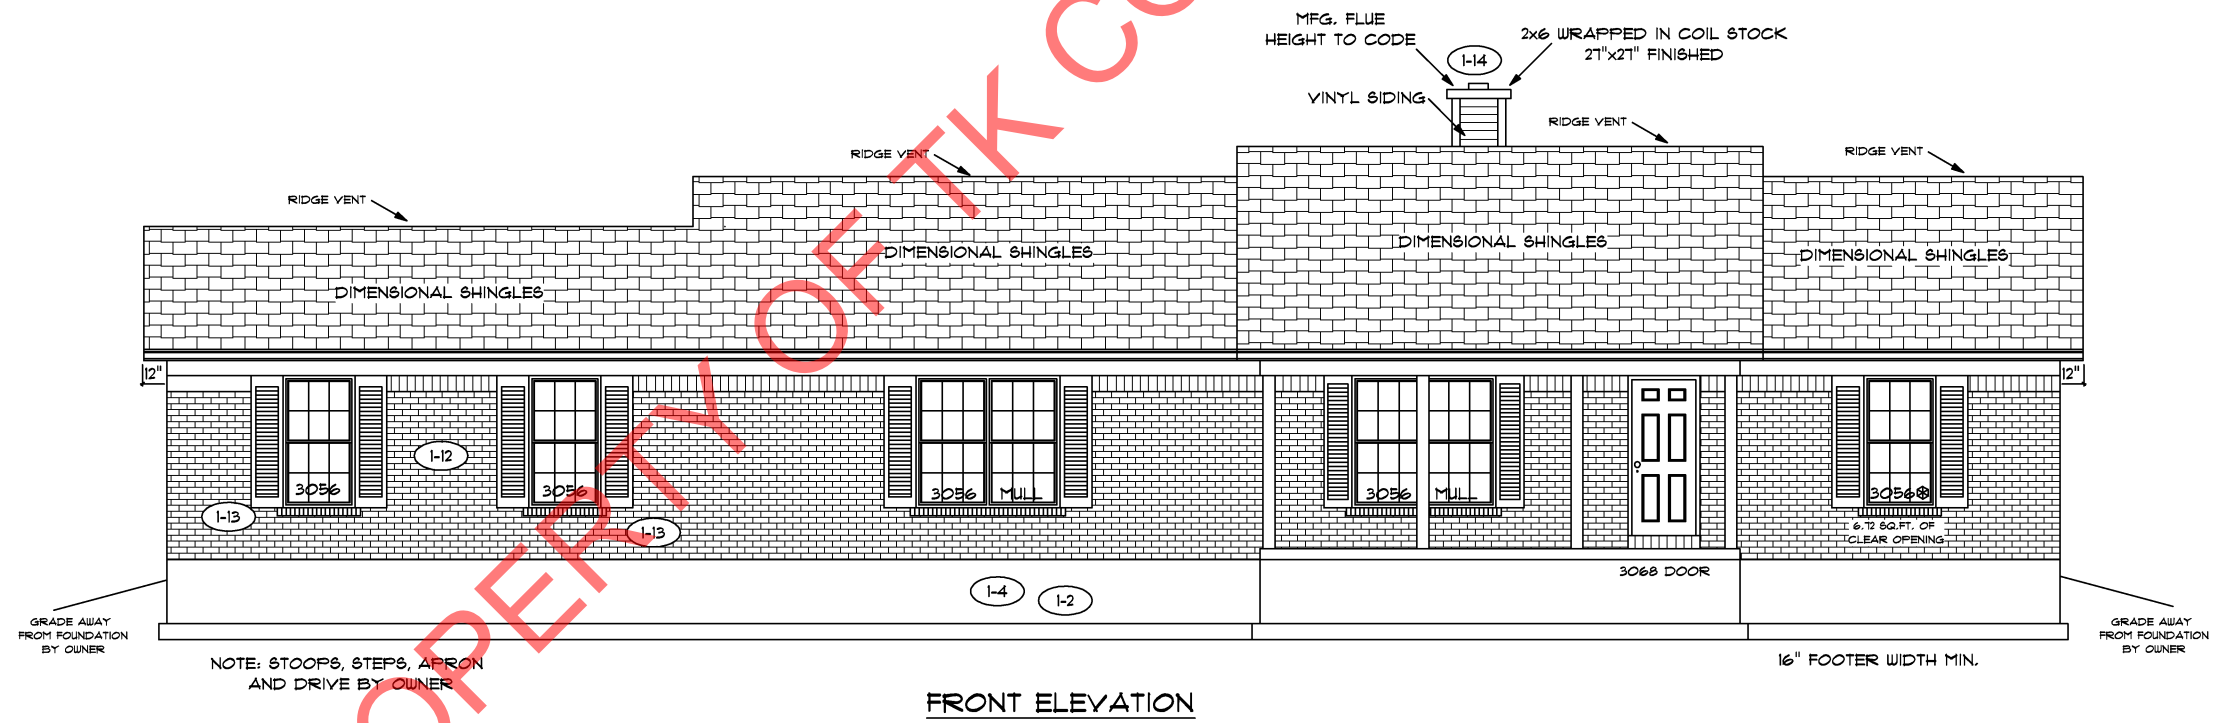 MFG. FLUE
HEIGHT TO CODE
1-14
2x6 WRAPPED IN COIL STOCK
27"x27" FINISHED
VINYL SIDING
RIDGE VENT
RIDGE VENT
RIDGE VENT
RIDGE VENT
DIMENSIONAL SHINGLES
DIMENSIONAL SHINGLES
DIMENSIONAL SHINGLES
DIMENSIONAL SHINGLES
12"
12"
1-12
3056
3056
3056 MULL
3056 MULL
3056
1-13
1-13
6.72 SQ.FT. OF
CLEAR OPENING
3068 DOOR
1-4
1-2
GRADE AWAY
FROM FOUNDATION
BY OWNER
GRADE AWAY
FROM FOUNDATION
BY OWNER
NOTE: STOOPS, STEPS, APRON
AND DRIVE BY OWNER
16" FOOTER WIDTH MIN.
FRONT ELEVATION
OF TK